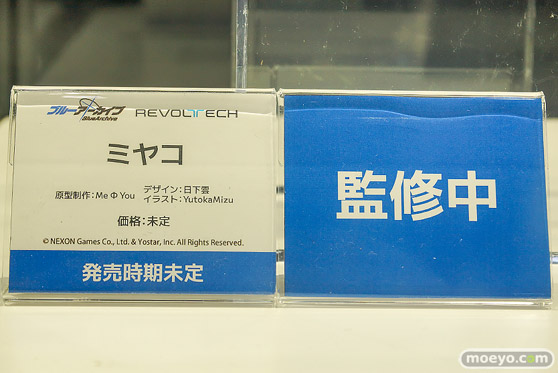 ブルーアーカイブ
BlueArchive
REVOLTECH
ミヤコ
原型制作：Me Φ You
デザイン：日下雲
イラスト：YutokaMizu
価格：未定
© NEXON Games Co., Ltd. & Yostar, Inc. All Rights Reserved.
発売時期未定
監修中
moeyo.com